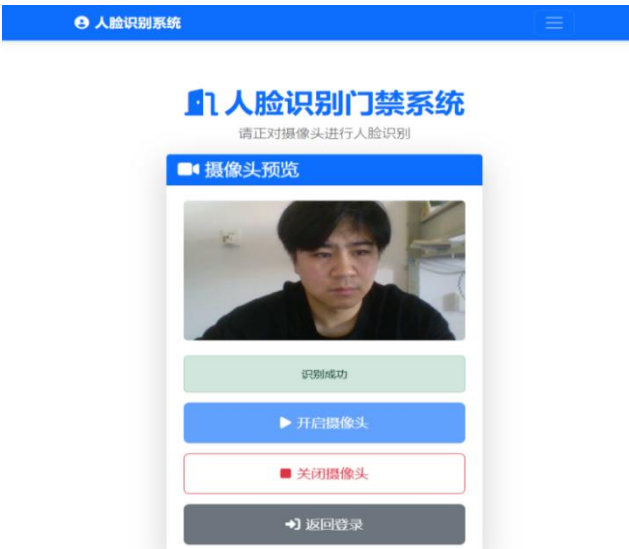 人脸识别系统
人脸识别门禁系统
请正对摄像头进行人脸识别
摄像头预览
识别成功
开启摄像头
关闭摄像头
返回登录